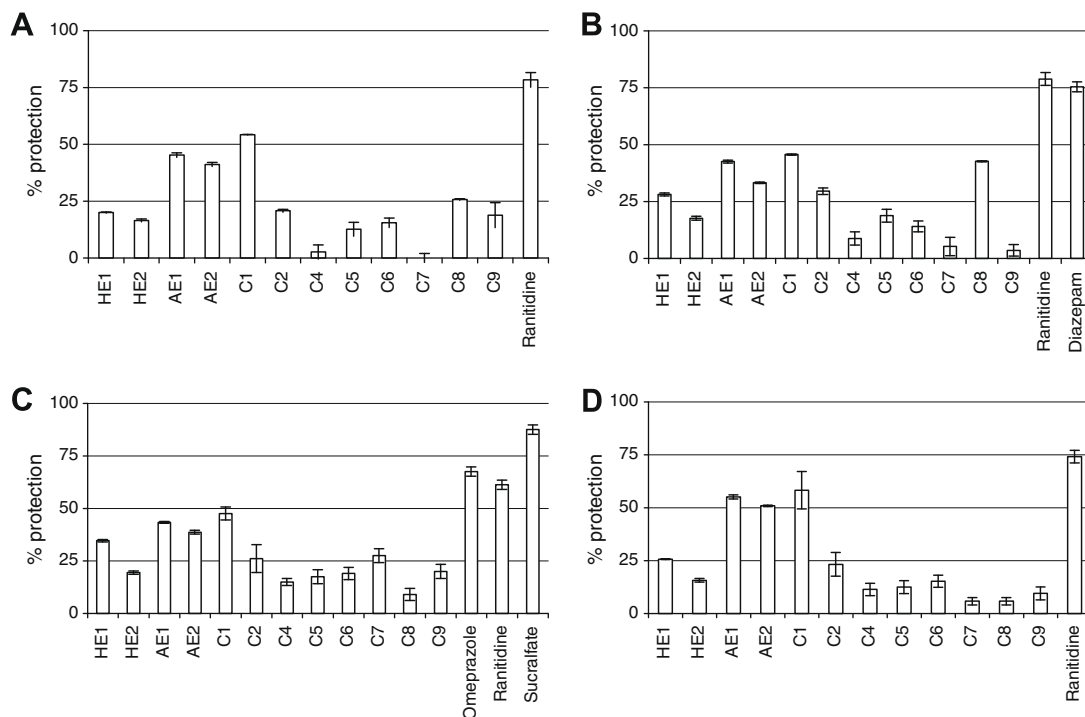 A
% protection
100
75
50
25
0
HE1
HE2
AE1
AE2
C1
C2
C4
C5
C6
C7
C8
C9
Ranitidine
B
% protection
100
75
50
25
0
HE1
HE2
AE1
AE2
C1
C2
C4
C5
C6
C7
C8
C9
Ranitidine
Diazepam
C
% protection
100
75
50
25
0
HE1
HE2
AE1
AE2
C1
C2
C4
C5
C6
C7
C8
C9
Omeprazole
Ranitidine
Sucralfate
D
% protection
100
75
50
25
0
HE1
HE2
AE1
AE2
C1
C2
C4
C5
C6
C7
C8
C9
Ranitidine